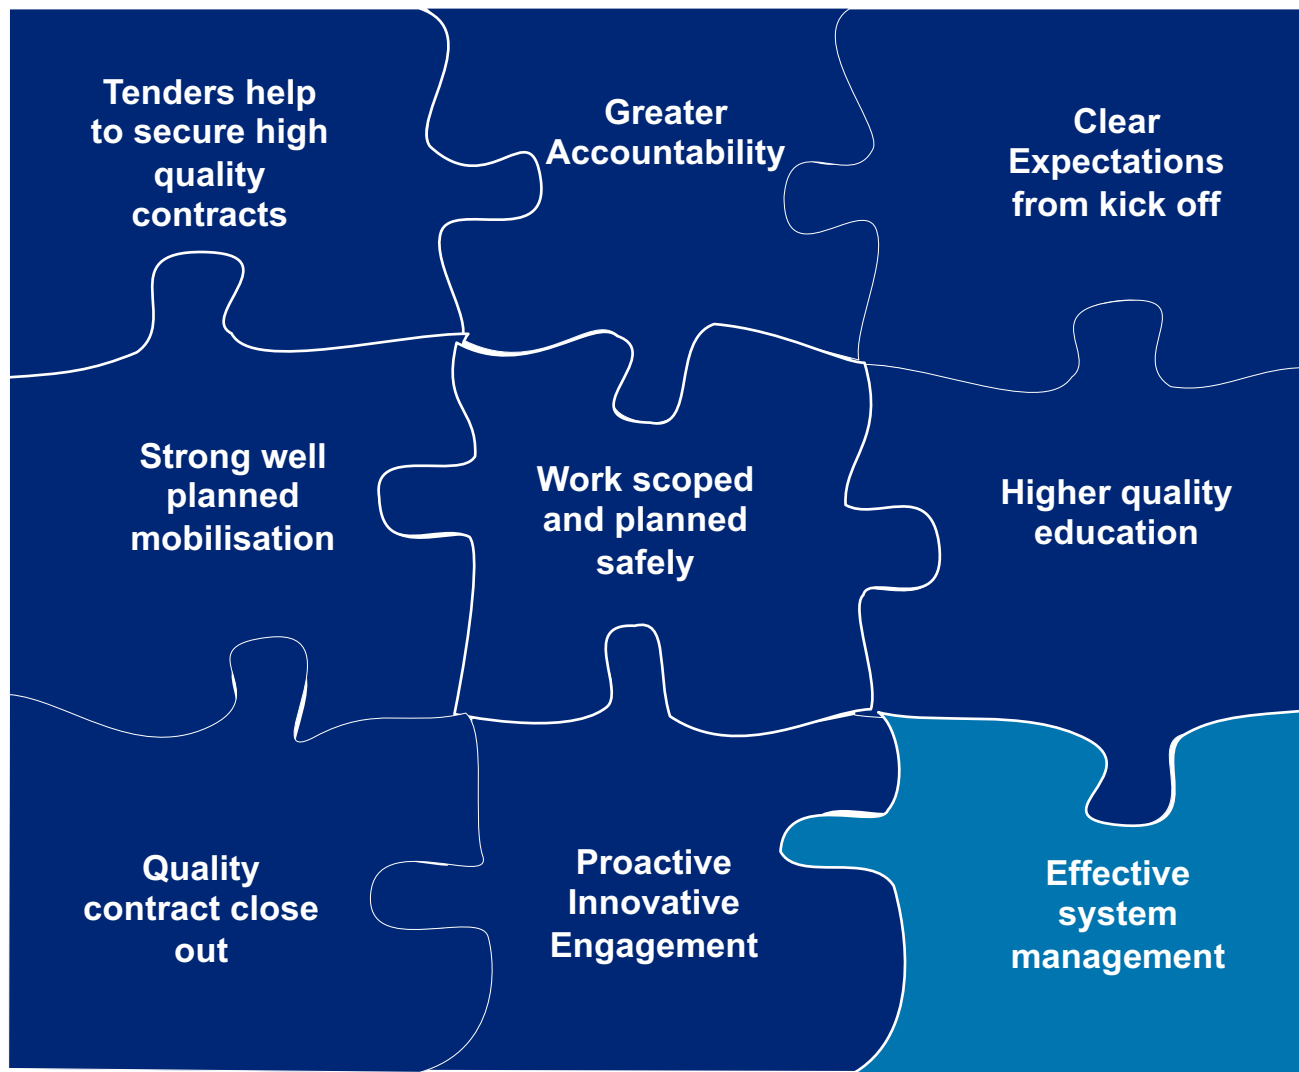 Tenders help
to secure high
quality
contracts
Greater
Accountability
Clear
Expectations
from kick off
Strong well
planned
mobilisation
Work scoped
and planned
safely
Higher quality
education
Quality
contract close
out
Proactive
Innovative
Engagement
Effective
system
management